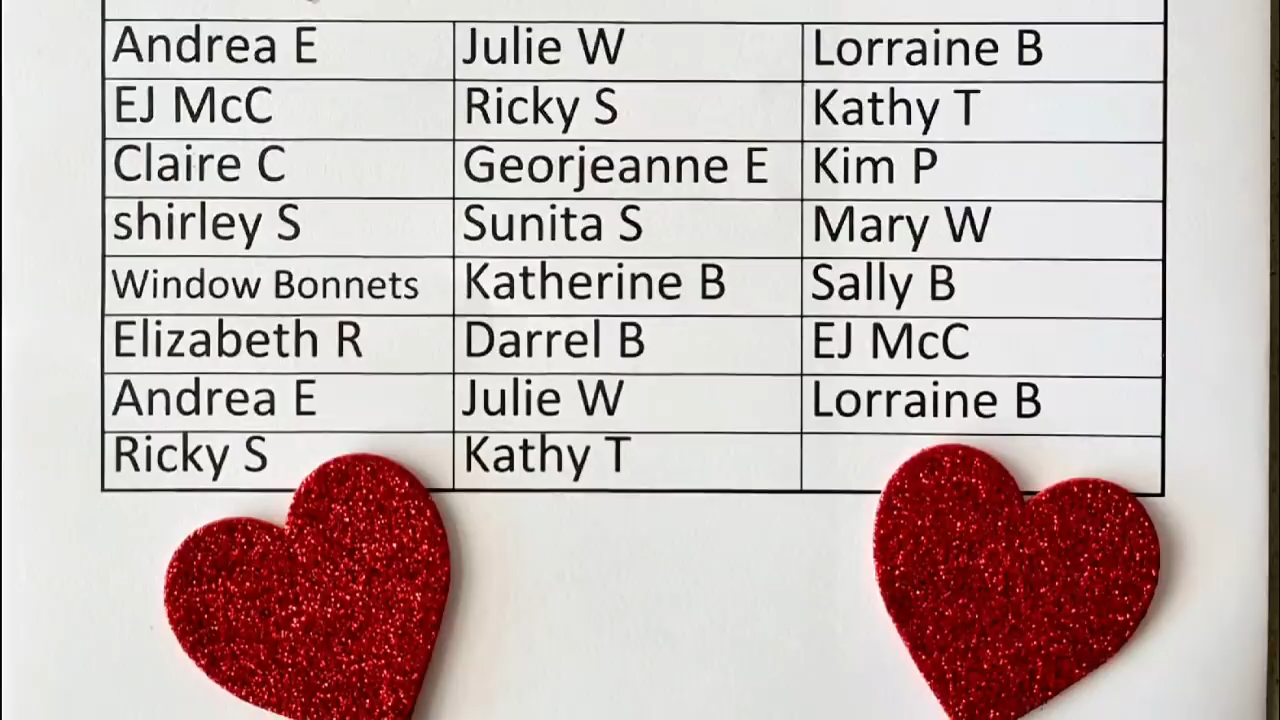 Andrea E Julie W Lorraine B
EJ McC Ricky S Kathy T
Claire C Georjeanne E Kim P
shirley S Sunita S Mary W
Window Bonnets Katherine B Sally B
Elizabeth R Darrel B EJ McC
Andrea E Julie W Lorraine B
Ricky S Kathy T